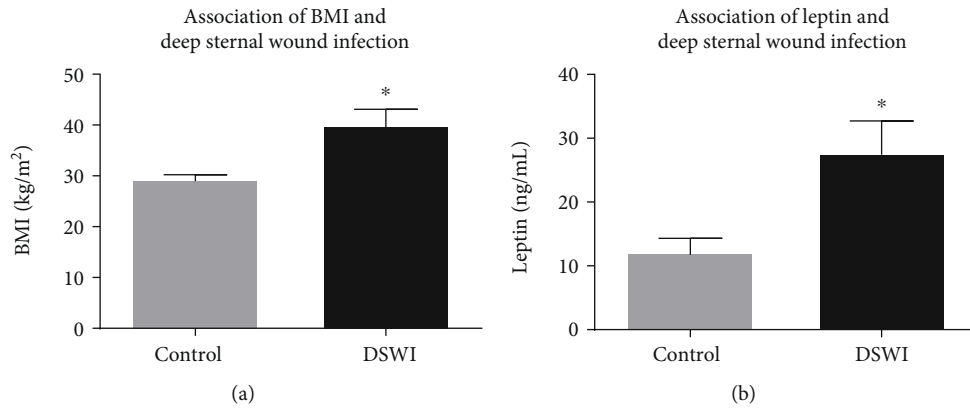 Association of BMI and
deep sternal wound infection
BMI (kg/m²)
50
40
30
20
10
0
*
Control
DSWI
(a)
Association of leptin and
deep sternal wound infection
Leptin (ng/mL)
40
30
20
10
0
*
Control
DSWI
(b)